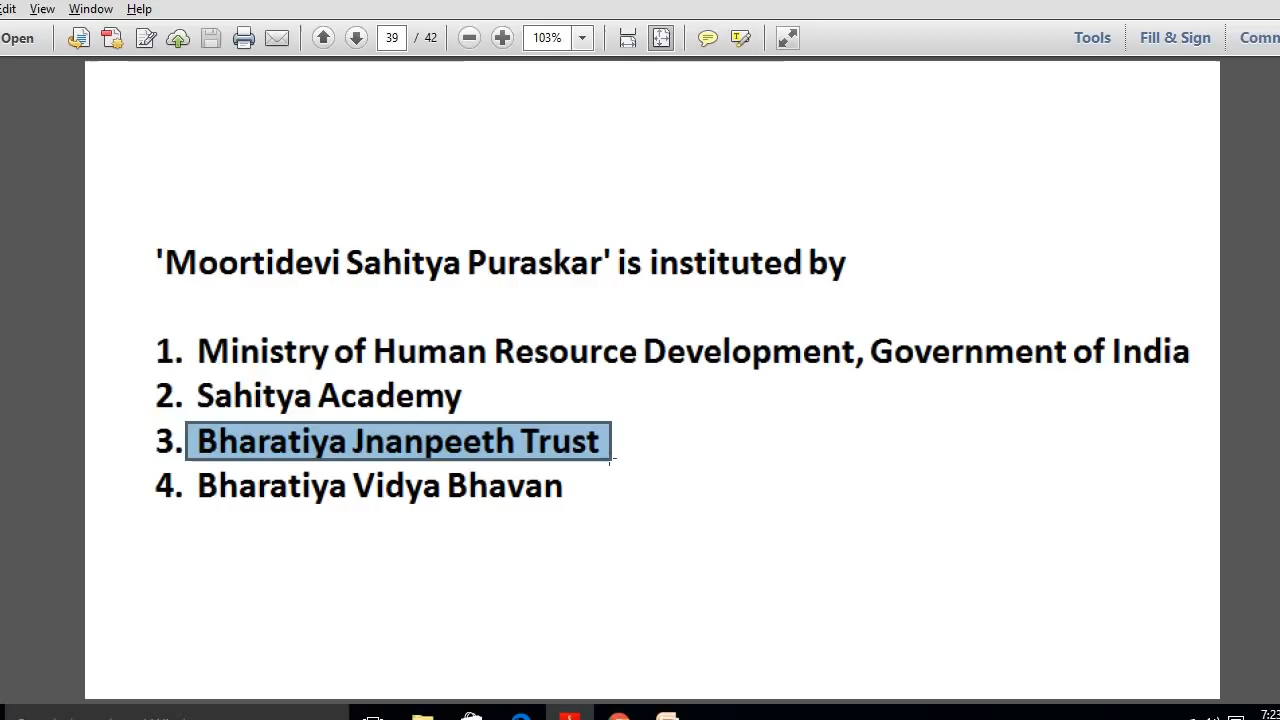 Edit View Window Help
Open 39 / 42 103% Tools Fill & Sign
'Moortidevi Sahitya Puraskar' is instituted by
1. Ministry of Human Resource Development, Government of India
2. Sahitya Academy
3. Bharatiya Jnanpeeth Trust
4. Bharatiya Vidya Bhavan